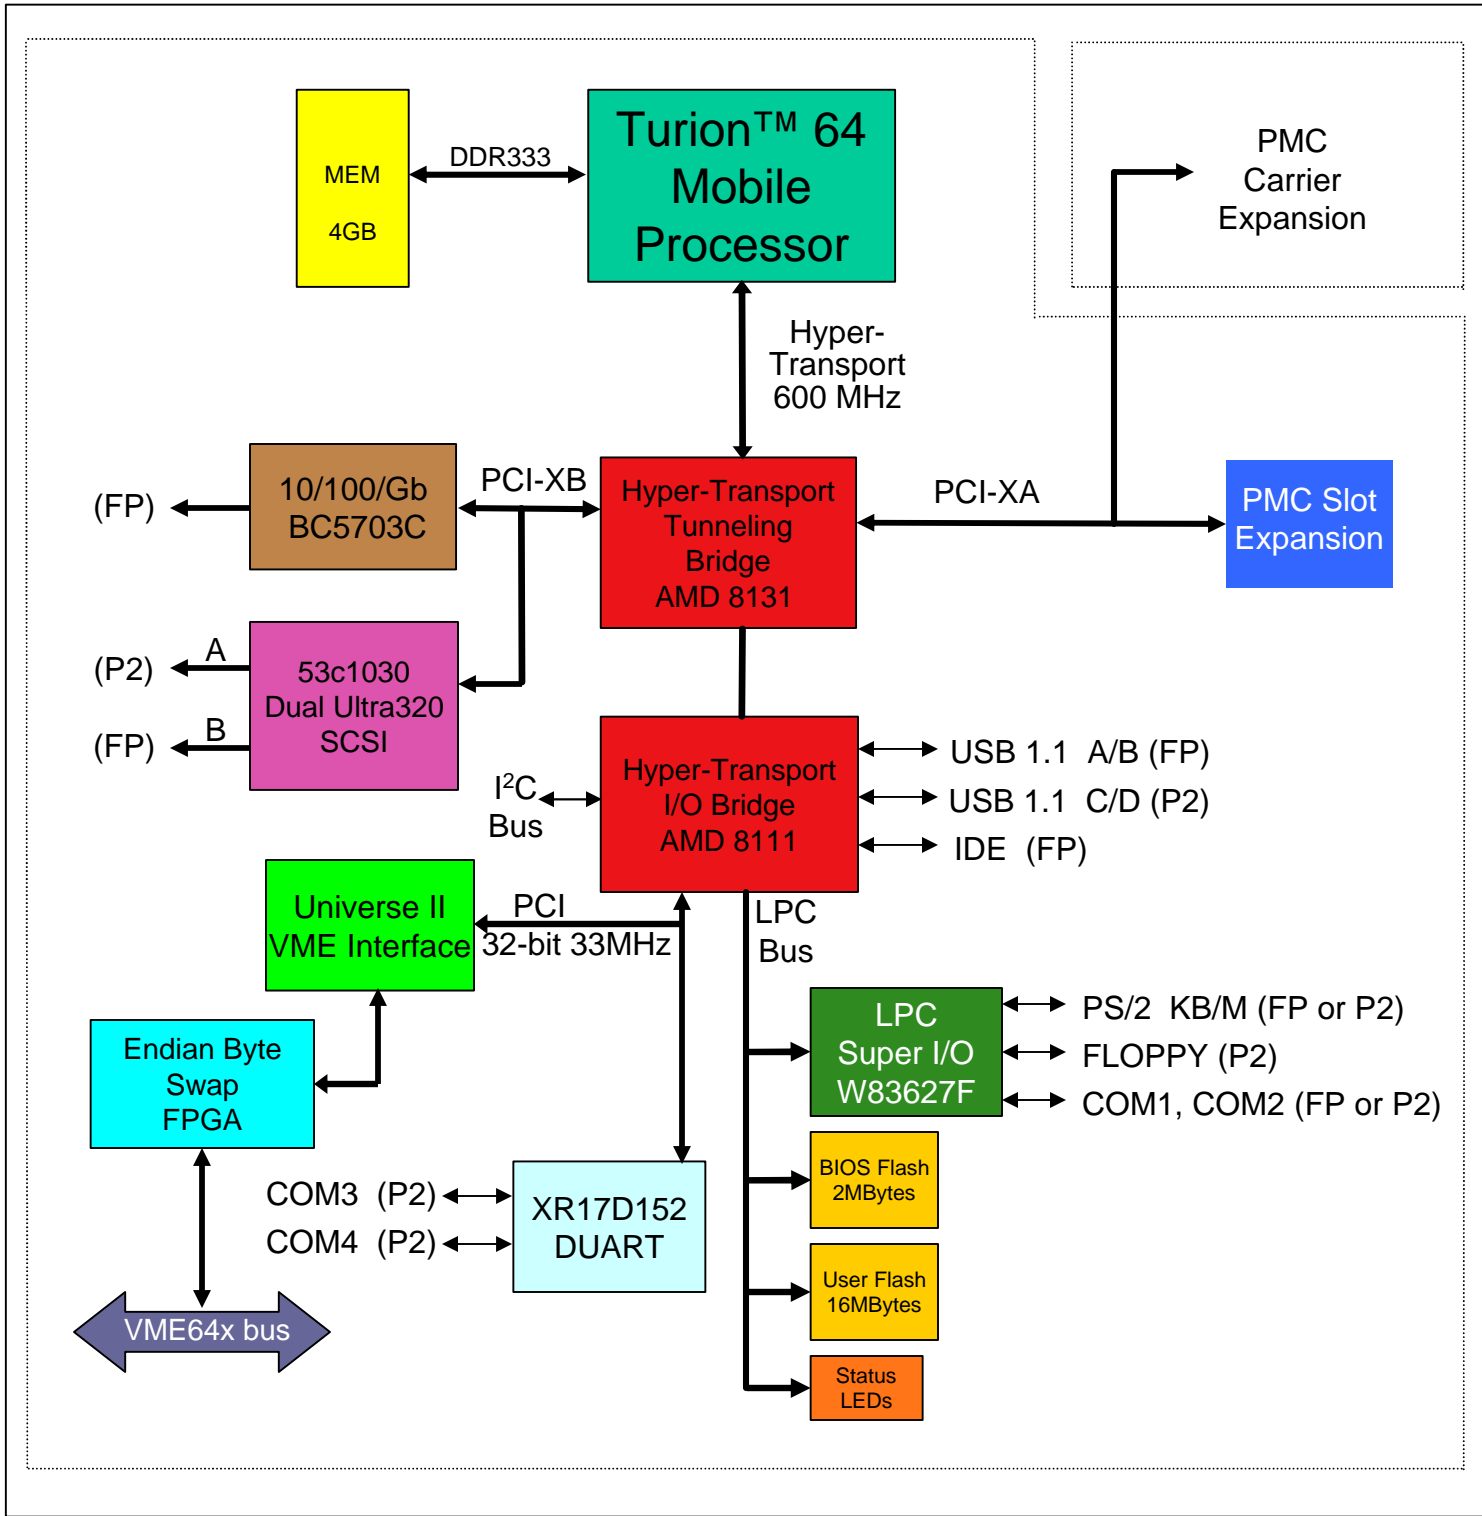 Turion™ 64
Mobile
Processor
MEM
4GB
DDR333
PMC
Carrier
Expansion
Hyper-
Transport
600 MHz
(FP)
10/100/Gb
BC5703C
PCI-XB
Hyper-Transport
Tunneling
Bridge
AMD 8131
PCI-XA
PMC Slot
Expansion
(P2)
A
(FP)
B
53c1030
Dual Ultra320
SCSI
I²C
Bus
Hyper-Transport
I/O Bridge
AMD 8111
USB 1.1 A/B (FP)
USB 1.1 C/D (P2)
IDE (FP)
Universe II
VME Interface
PCI
32-bit 33MHz
LPC
Bus
Endian Byte
Swap
FPGA
LPC
Super I/O
W83627F
PS/2 KB/M (FP or P2)
FLOPPY (P2)
COM1, COM2 (FP or P2)
BIOS Flash
2MBytes
COM3 (P2)
COM4 (P2)
XR17D152
DUART
User Flash
16MBytes
VME64x bus
Status
LEDs